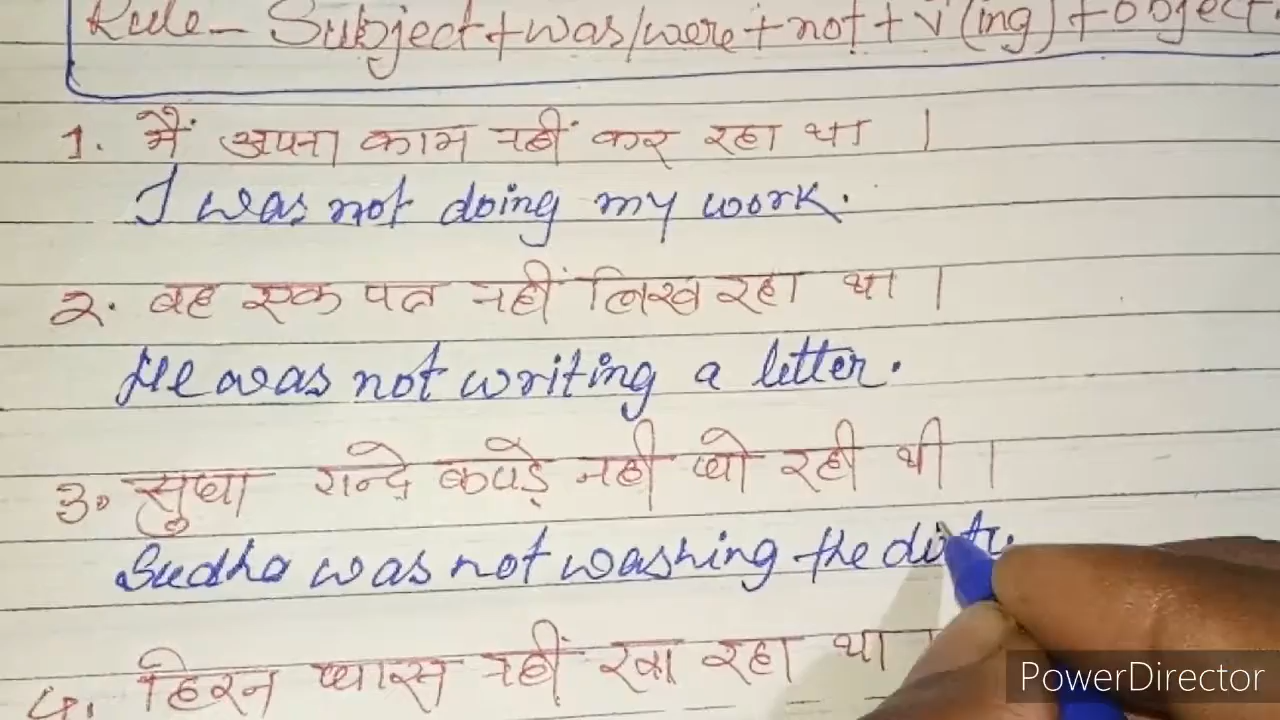 Rule - Subject + was/were + not + V (ing) + object
1. मैं अपना काम नहीं कर रहा था ।
I was not doing my work.
2. वह एक पत्र नहीं लिख रहा था ।
He was not writing a letter.
3. सुधा गन्दे कपड़े नही धो रही थी ।
Sudha was not washing the dirty
4. हिरन घास नहीं खा रहा था
PowerDirector